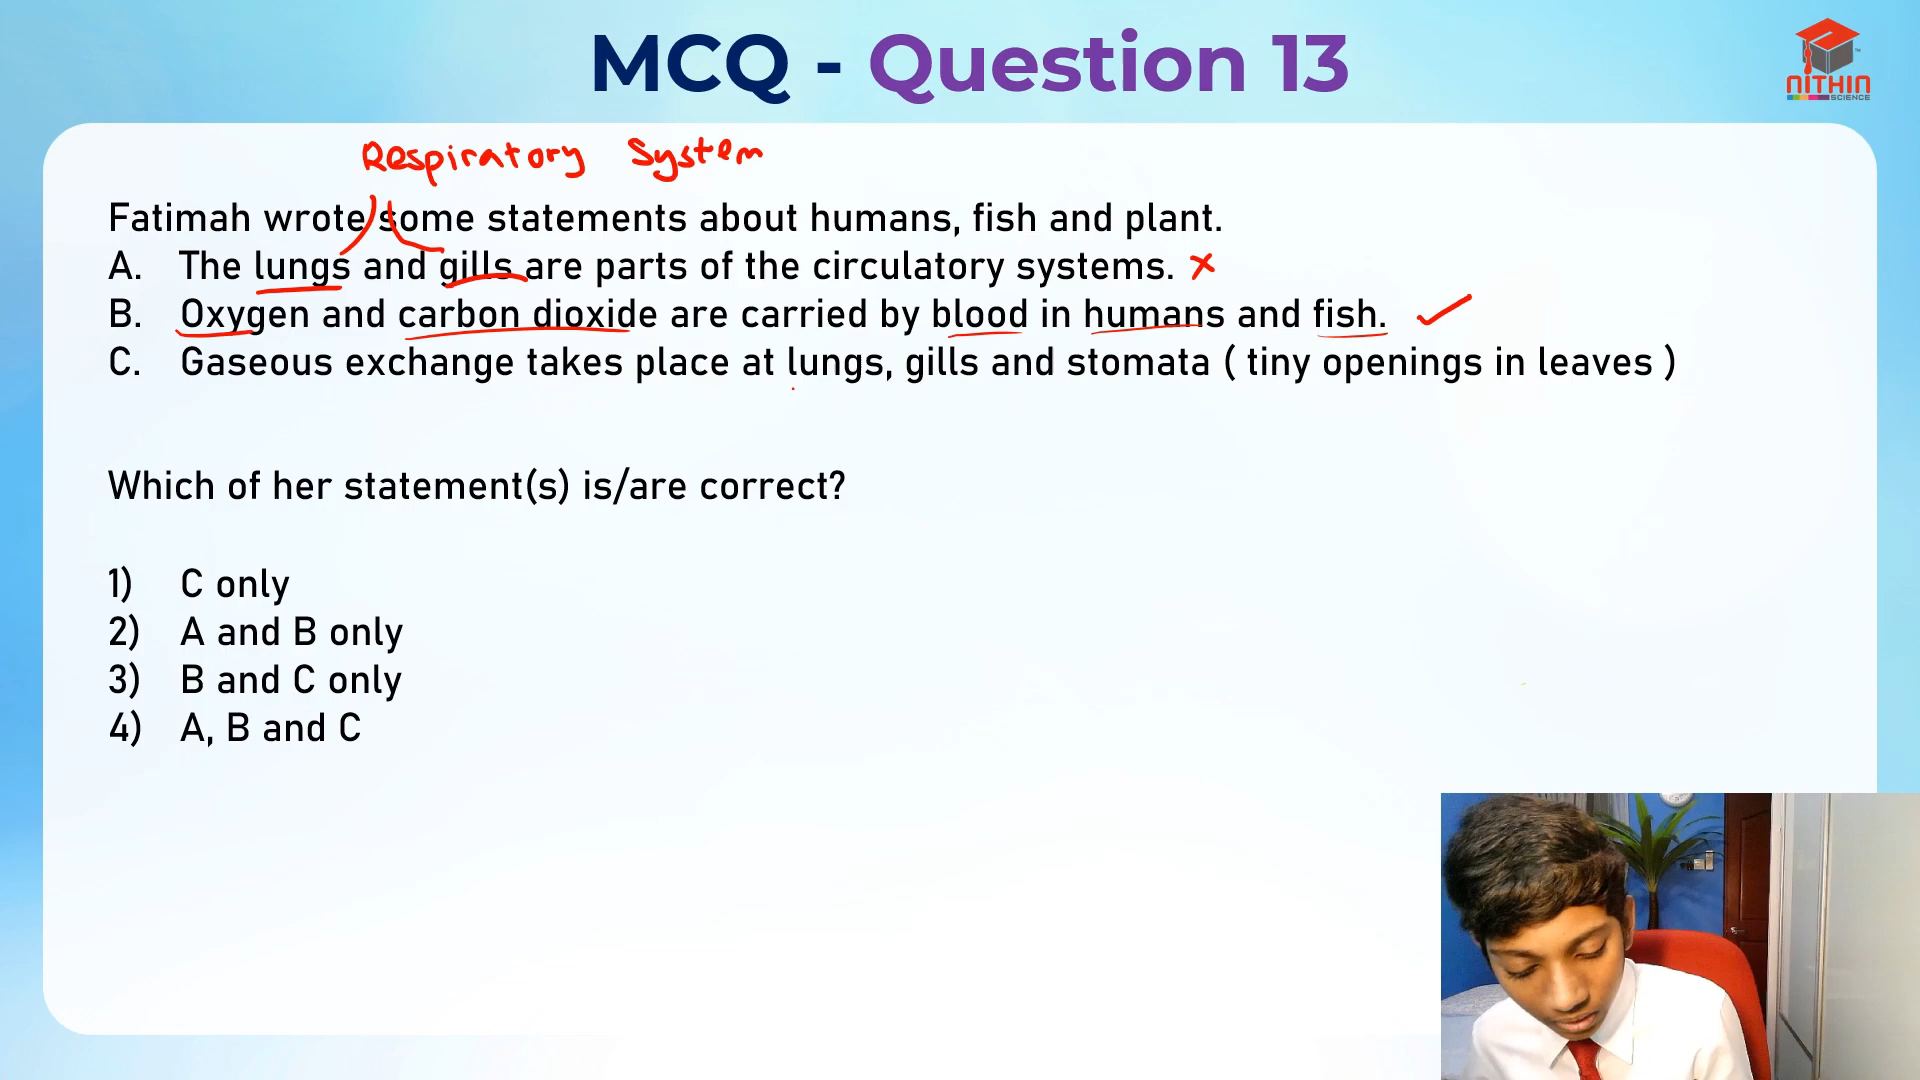 MCQ - Question 13
NITHIN
SCIENCE
Respiratory System
Fatimah wrote some statements about humans, fish and plant.
A. The lungs and gills are parts of the circulatory systems. ×
B. Oxygen and carbon dioxide are carried by blood in humans and fish. ✓
C. Gaseous exchange takes place at lungs, gills and stomata ( tiny openings in leaves )
Which of her statement(s) is/are correct?
1) C only
2) A and B only
3) B and C only
4) A, B and C